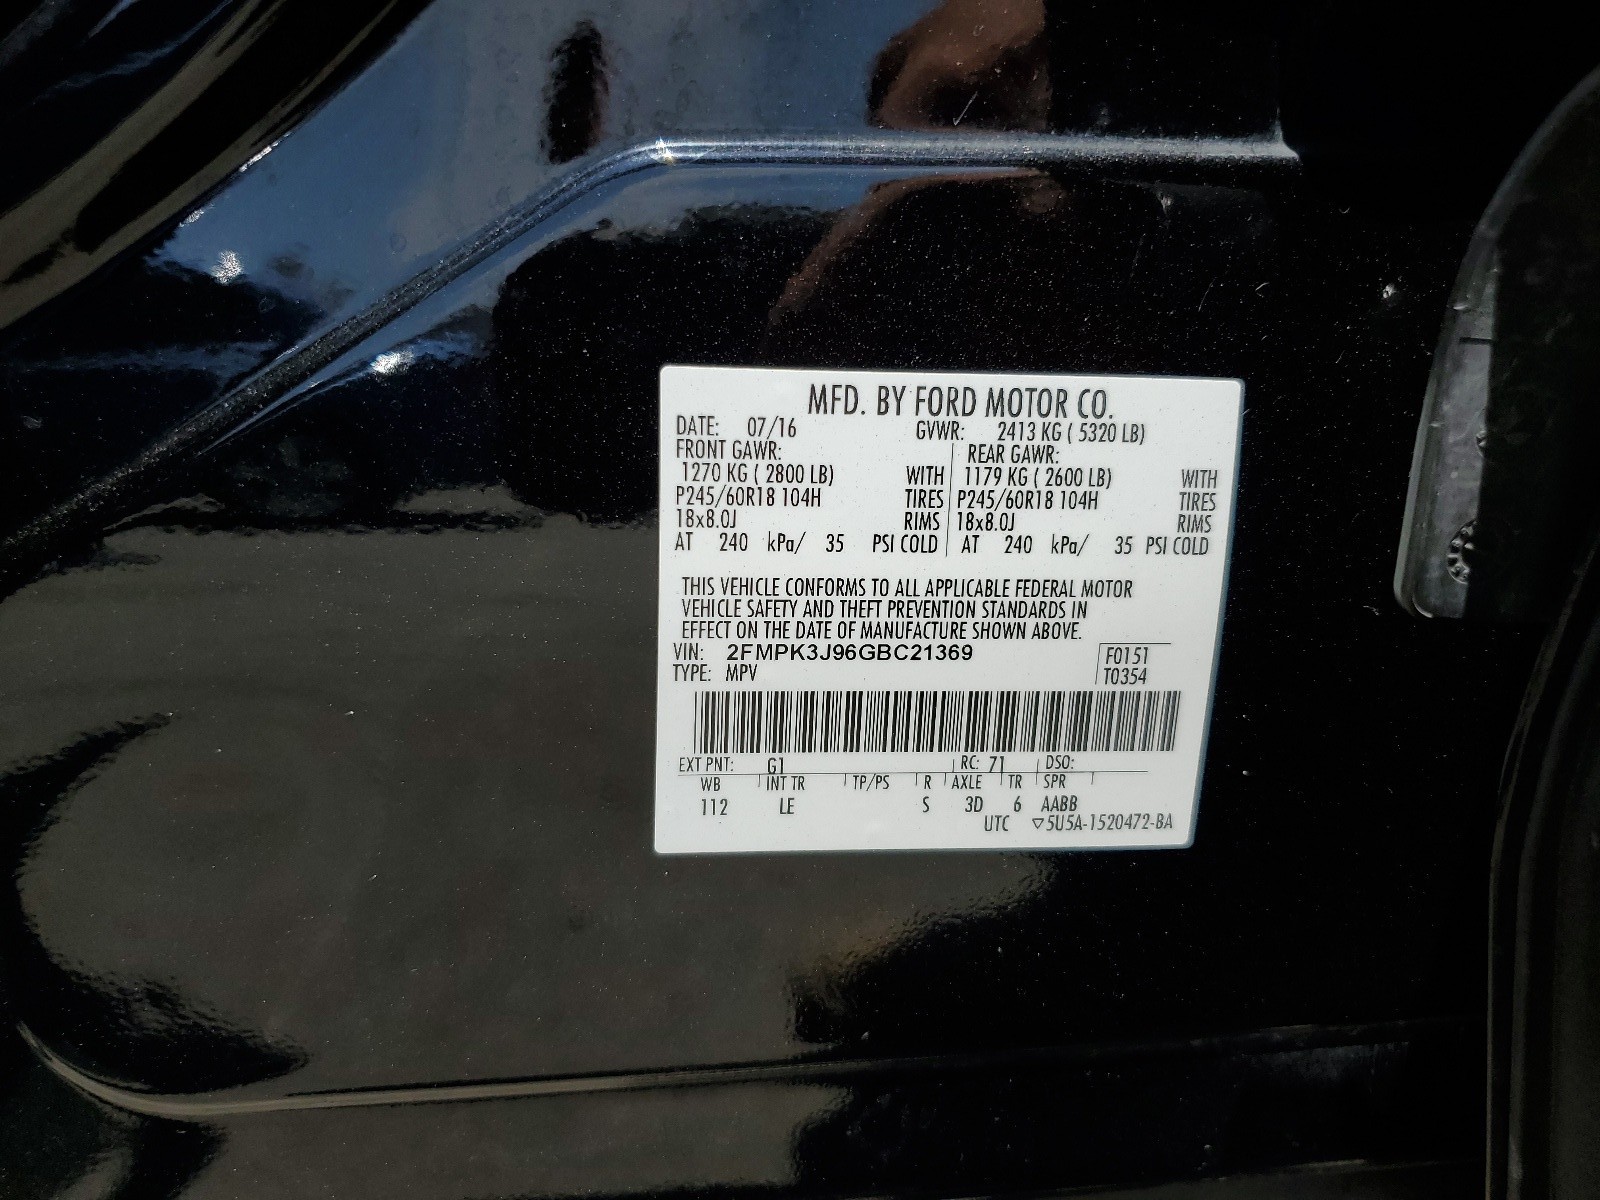 MFD. BY FORD MOTOR CO.
DATE: 07/16 GVWR: 2413 KG ( 5320 LB)
FRONT GAWR: REAR GAWR:
1270 KG ( 2800 LB) WITH 1179 KG ( 2600 LB) WITH
P245/60R18 104H TIRES P245/60R18 104H TIRES
18x8.0J RIMS 18x8.0J RIMS
AT 240 kPa/ 35 PSI COLD AT 240 kPa/ 35 PSI COLD
THIS VEHICLE CONFORMS TO ALL APPLICABLE FEDERAL MOTOR
VEHICLE SAFETY AND THEFT PREVENTION STANDARDS IN
EFFECT ON THE DATE OF MANUFACTURE SHOWN ABOVE.
VIN: 2FMPK3J96GBC21369 F0151
TYPE: MPV T0354
EXT PNT: G1 RC: 71 DSO:
WB INT TR TP/PS R AXLE TR SPR
112 LE S 3D 6 AABB
UTC ▽5U5A-1520472-BA